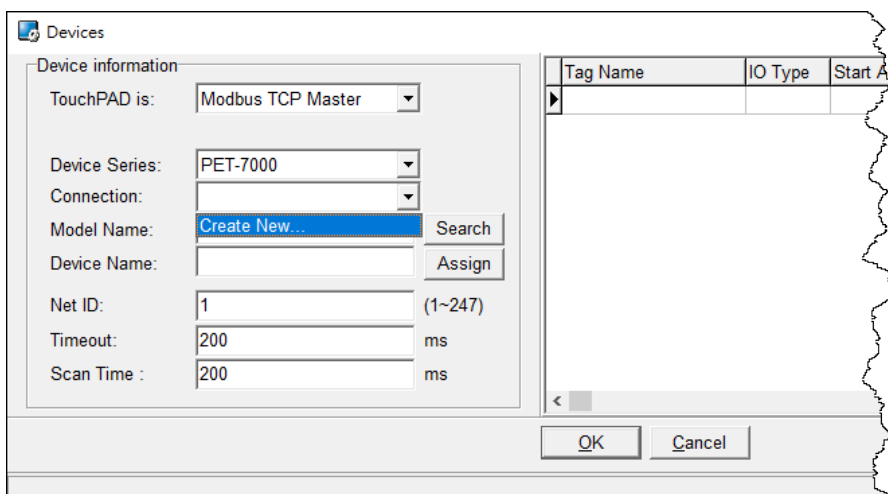 Devices
Device information
TouchPAD is: Modbus TCP Master
Device Series: PET-7000
Connection:
Create New...
Model Name: Search
Device Name: Assign
Net ID: 1 (1~247)
Timeout: 200 ms
Scan Time : 200 ms
Tag Name IO Type Start A
OK Cancel